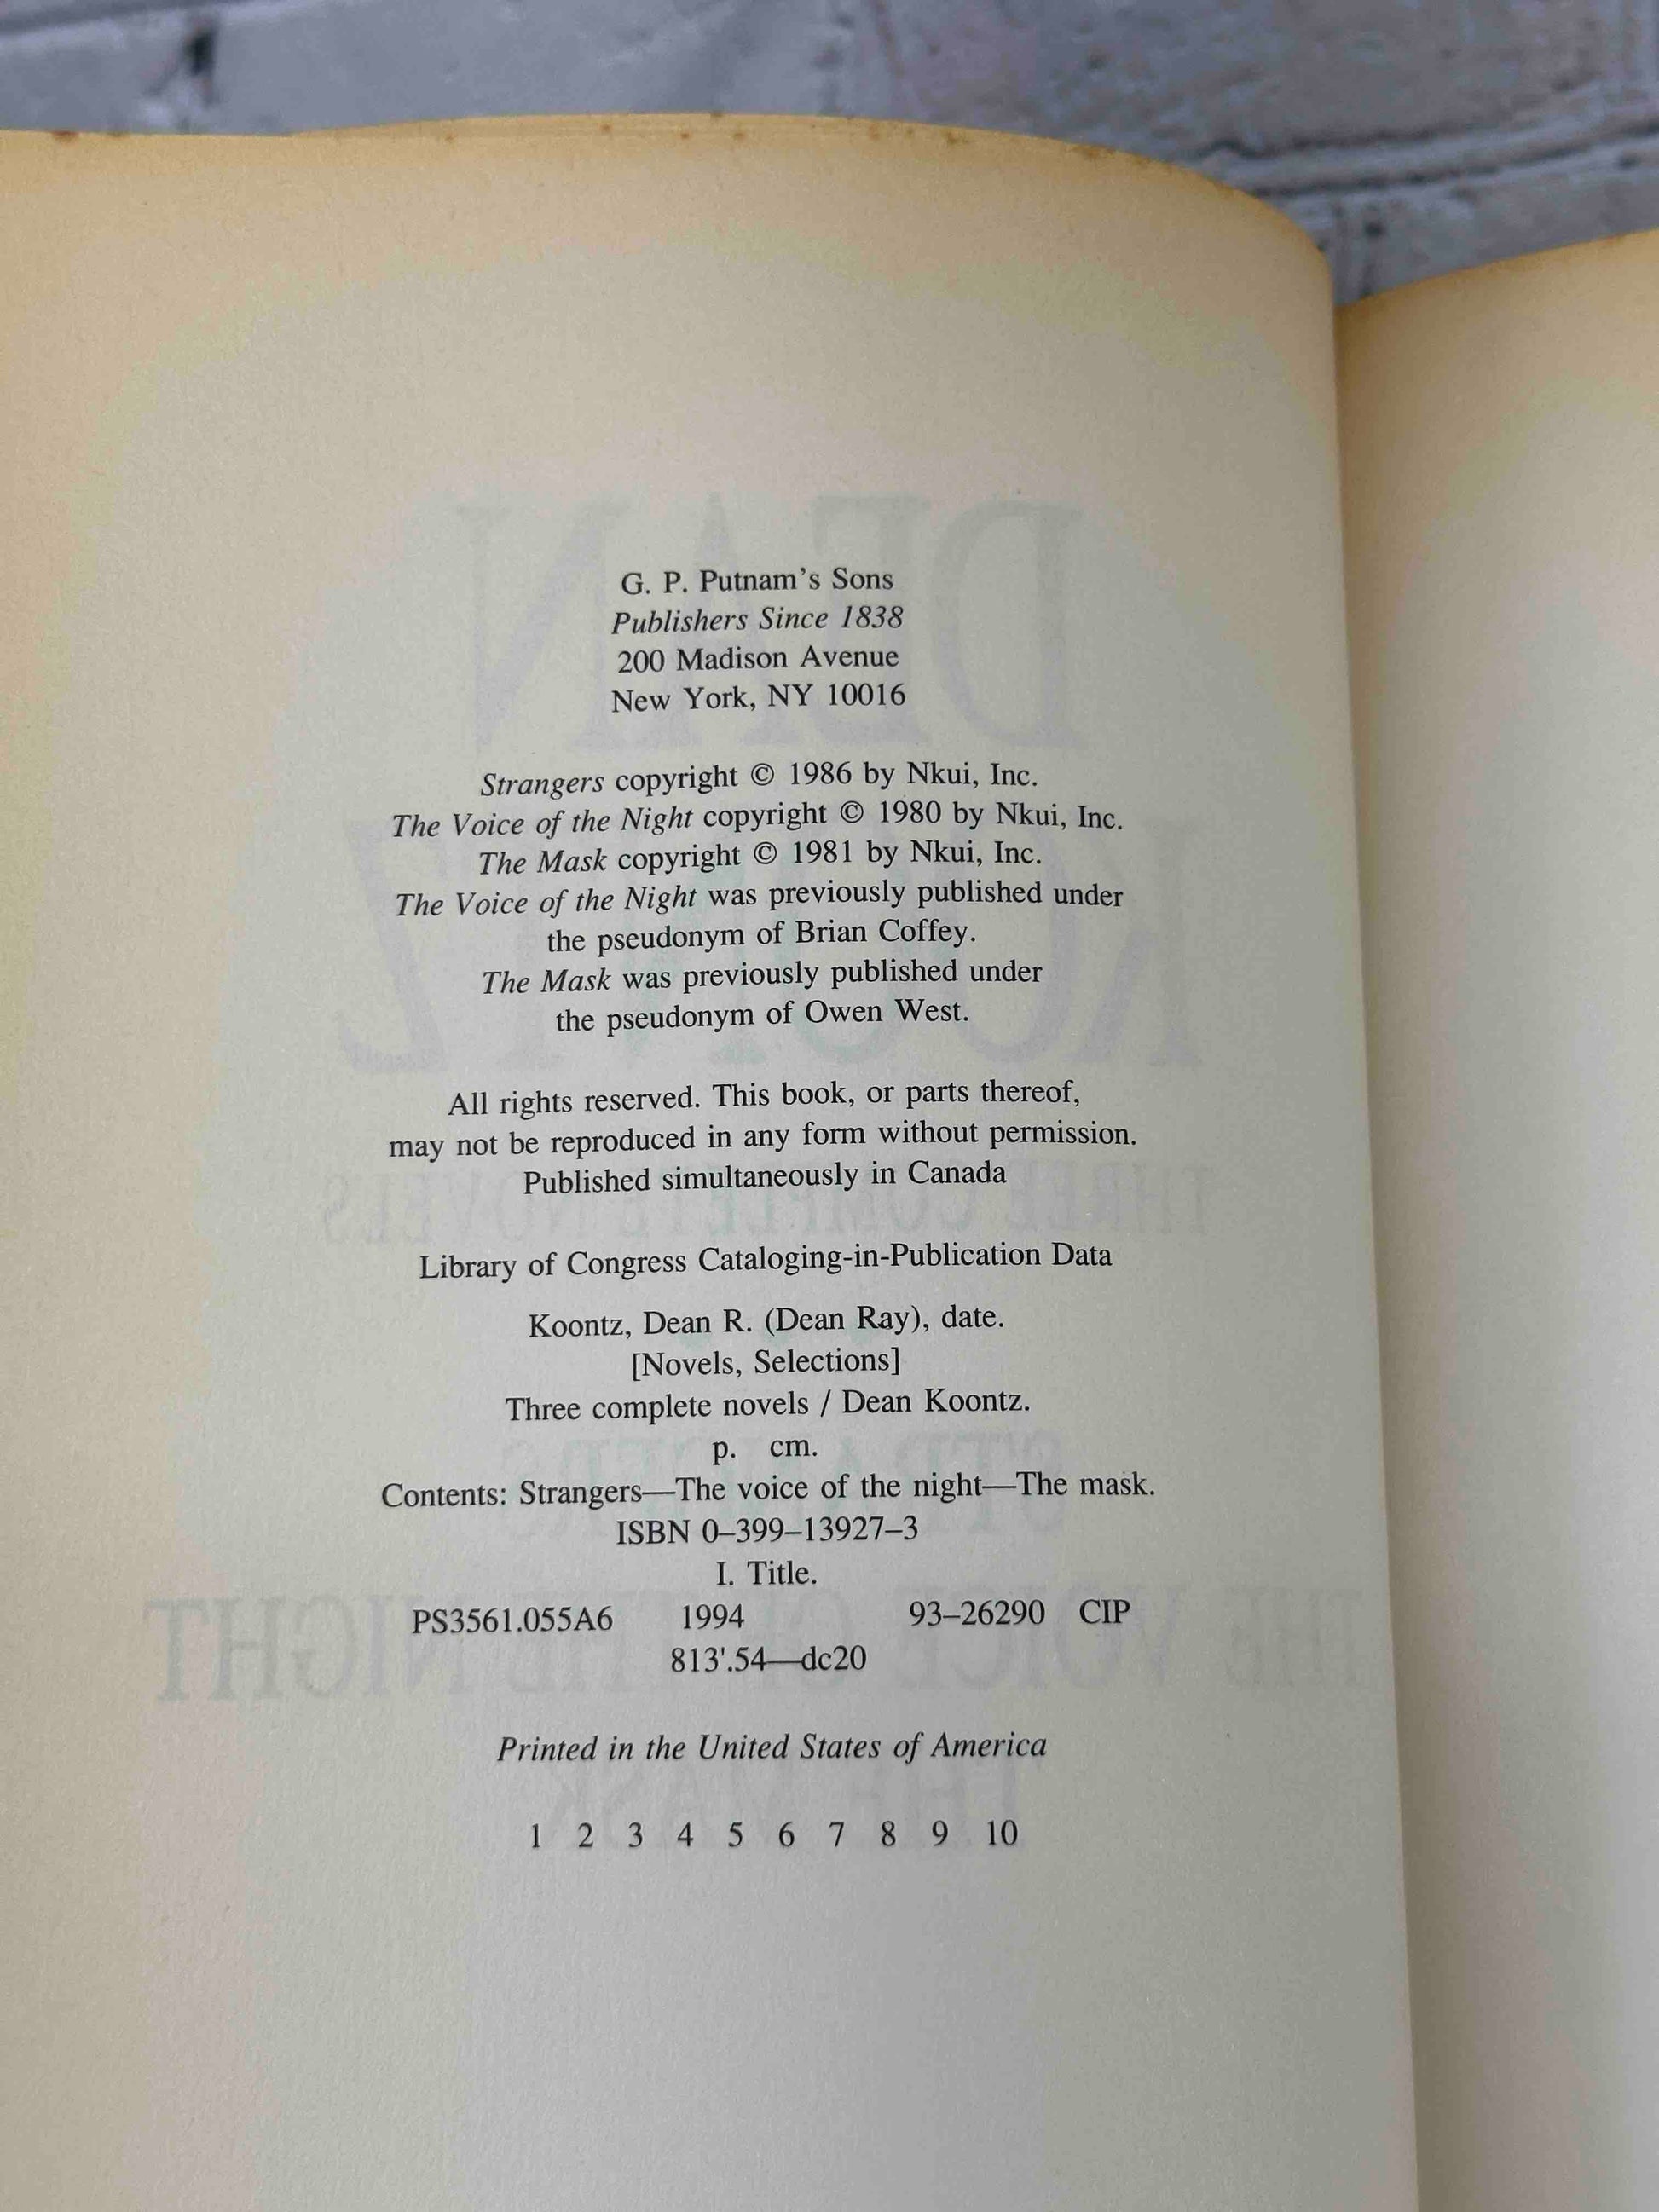 G. P. Putnam's Sons
Publishers Since 1838
200 Madison Avenue
New York, NY 10016
Strangers copyright © 1986 by Nkui, Inc.
The Voice of the Night copyright © 1980 by Nkui, Inc.
The Mask copyright © 1981 by Nkui, Inc.
The Voice of the Night was previously published under
the pseudonym of Brian Coffey.
The Mask was previously published under
the pseudonym of Owen West.
All rights reserved. This book, or parts thereof,
may not be reproduced in any form without permission.
Published simultaneously in Canada
Library of Congress Cataloging-in-Publication Data
Koontz, Dean R. (Dean Ray), date.
[Novels, Selections]
Three complete novels / Dean Koontz.
p. cm.
Contents: Strangers—The voice of the night—The mask.
ISBN 0–399–13927–3
I. Title.
PS3561.055A6 1994 93–26290 CIP
813'.54—dc20
Printed in the United States of America
1 2 3 4 5 6 7 8 9 10